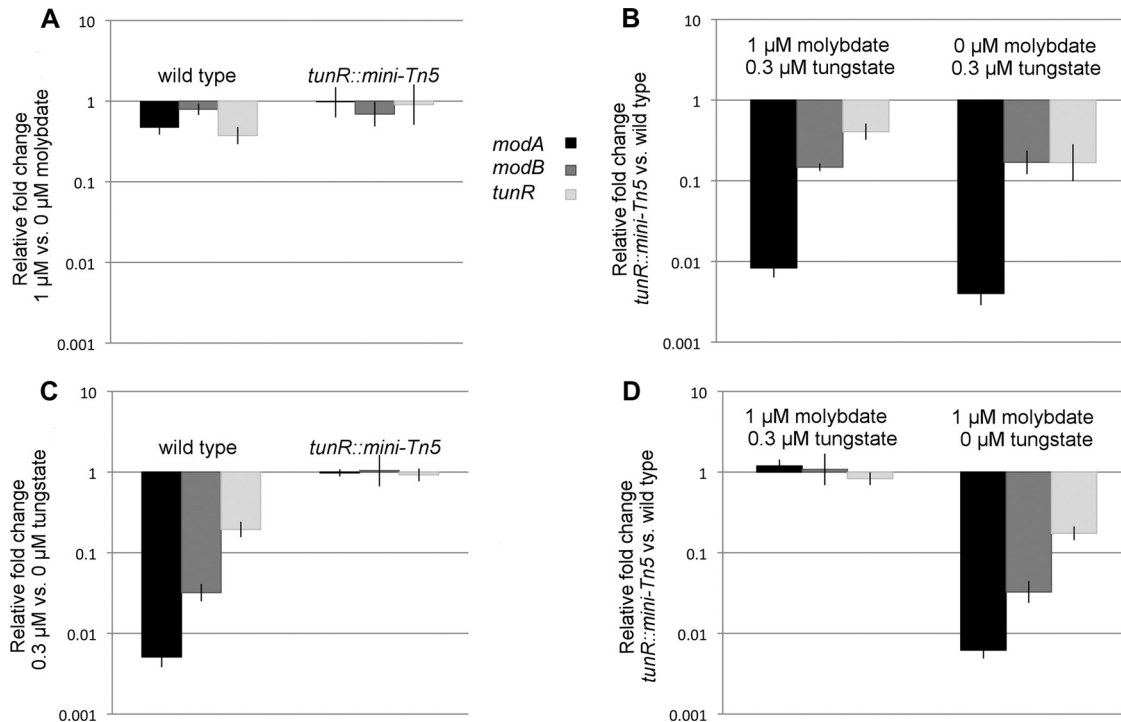 A
10
1
0.1
0.01
0.001
Relative fold change
1 µM vs. 0 µM molybdate
wild type
tunR::mini-Tn5
modA
modB
tunR
B
10
1
0.1
0.01
0.001
Relative fold change
tunR::mini-Tn5 vs. wild type
1 µM molybdate
0.3 µM tungstate
0 µM molybdate
0.3 µM tungstate
C
10
1
0.1
0.01
0.001
Relative fold change
0.3 µM vs. 0 µM tungstate
wild type
tunR::mini-Tn5
D
10
1
0.1
0.01
0.001
Relative fold change
tunR::mini-Tn5 vs. wild type
1 µM molybdate
0.3 µM tungstate
1 µM molybdate
0 µM tungstate